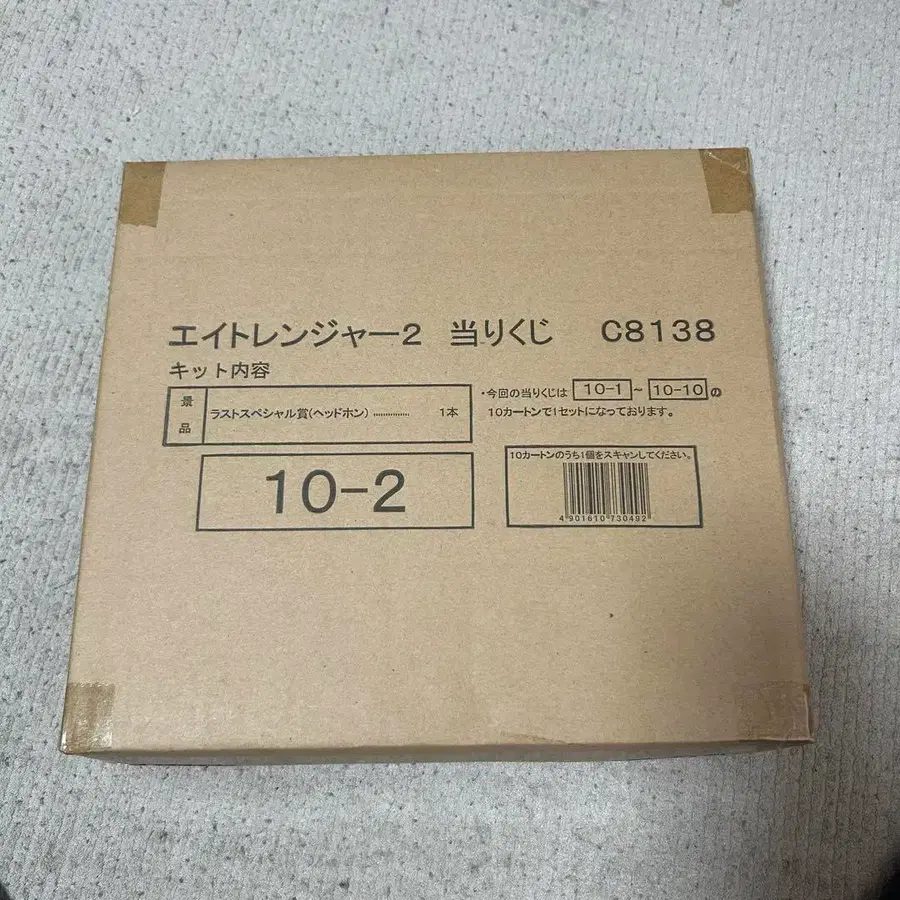 エイトレンジャー2 当りくじ C8138
キット内容
景品
ラストスペシャル賞(ヘッドホン) ……………… 1本
・今回の当りくじは 10-1 ~ 10-10 の
10カートンで1セットになっております。
10-2
10カートンのうち1個をスキャンしてください。
4 901610 730492